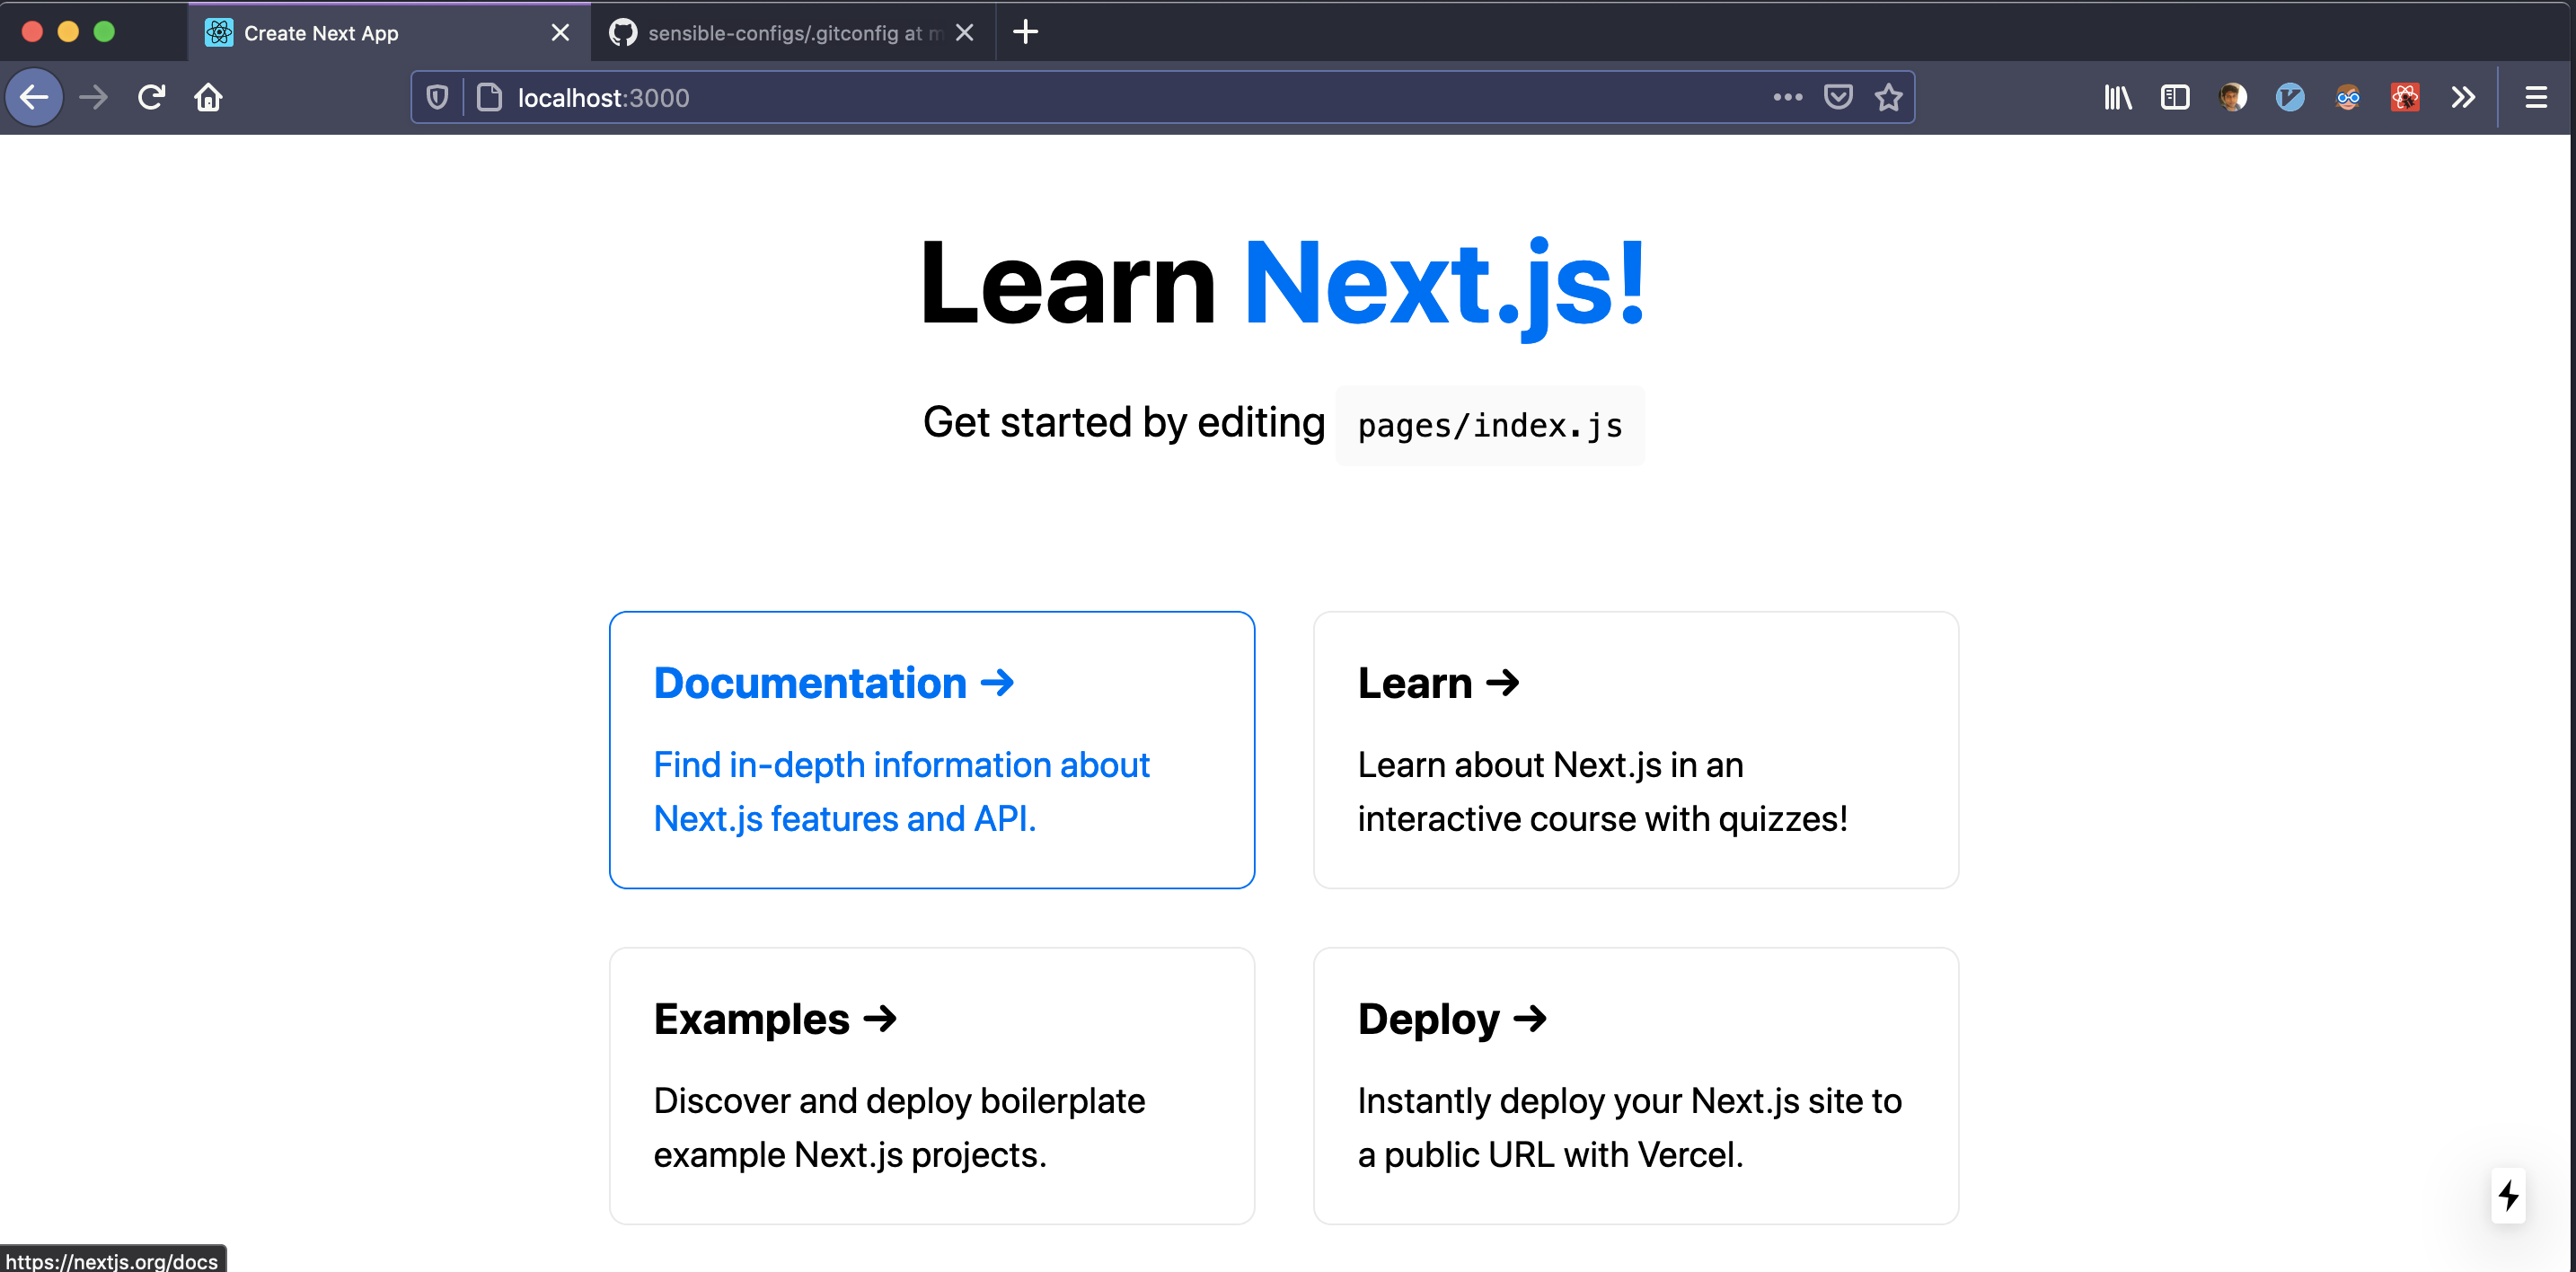 Create Next App
sensible-configs/.gitconfig at m
localhost:3000
Learn Next.js!
Get started by editing pages/index.js
Documentation →
Find in-depth information about
Next.js features and API.
Learn →
Learn about Next.js in an
interactive course with quizzes!
Examples →
Discover and deploy boilerplate
example Next.js projects.
Deploy →
Instantly deploy your Next.js site to
a public URL with Vercel.
https://nextjs.org/docs